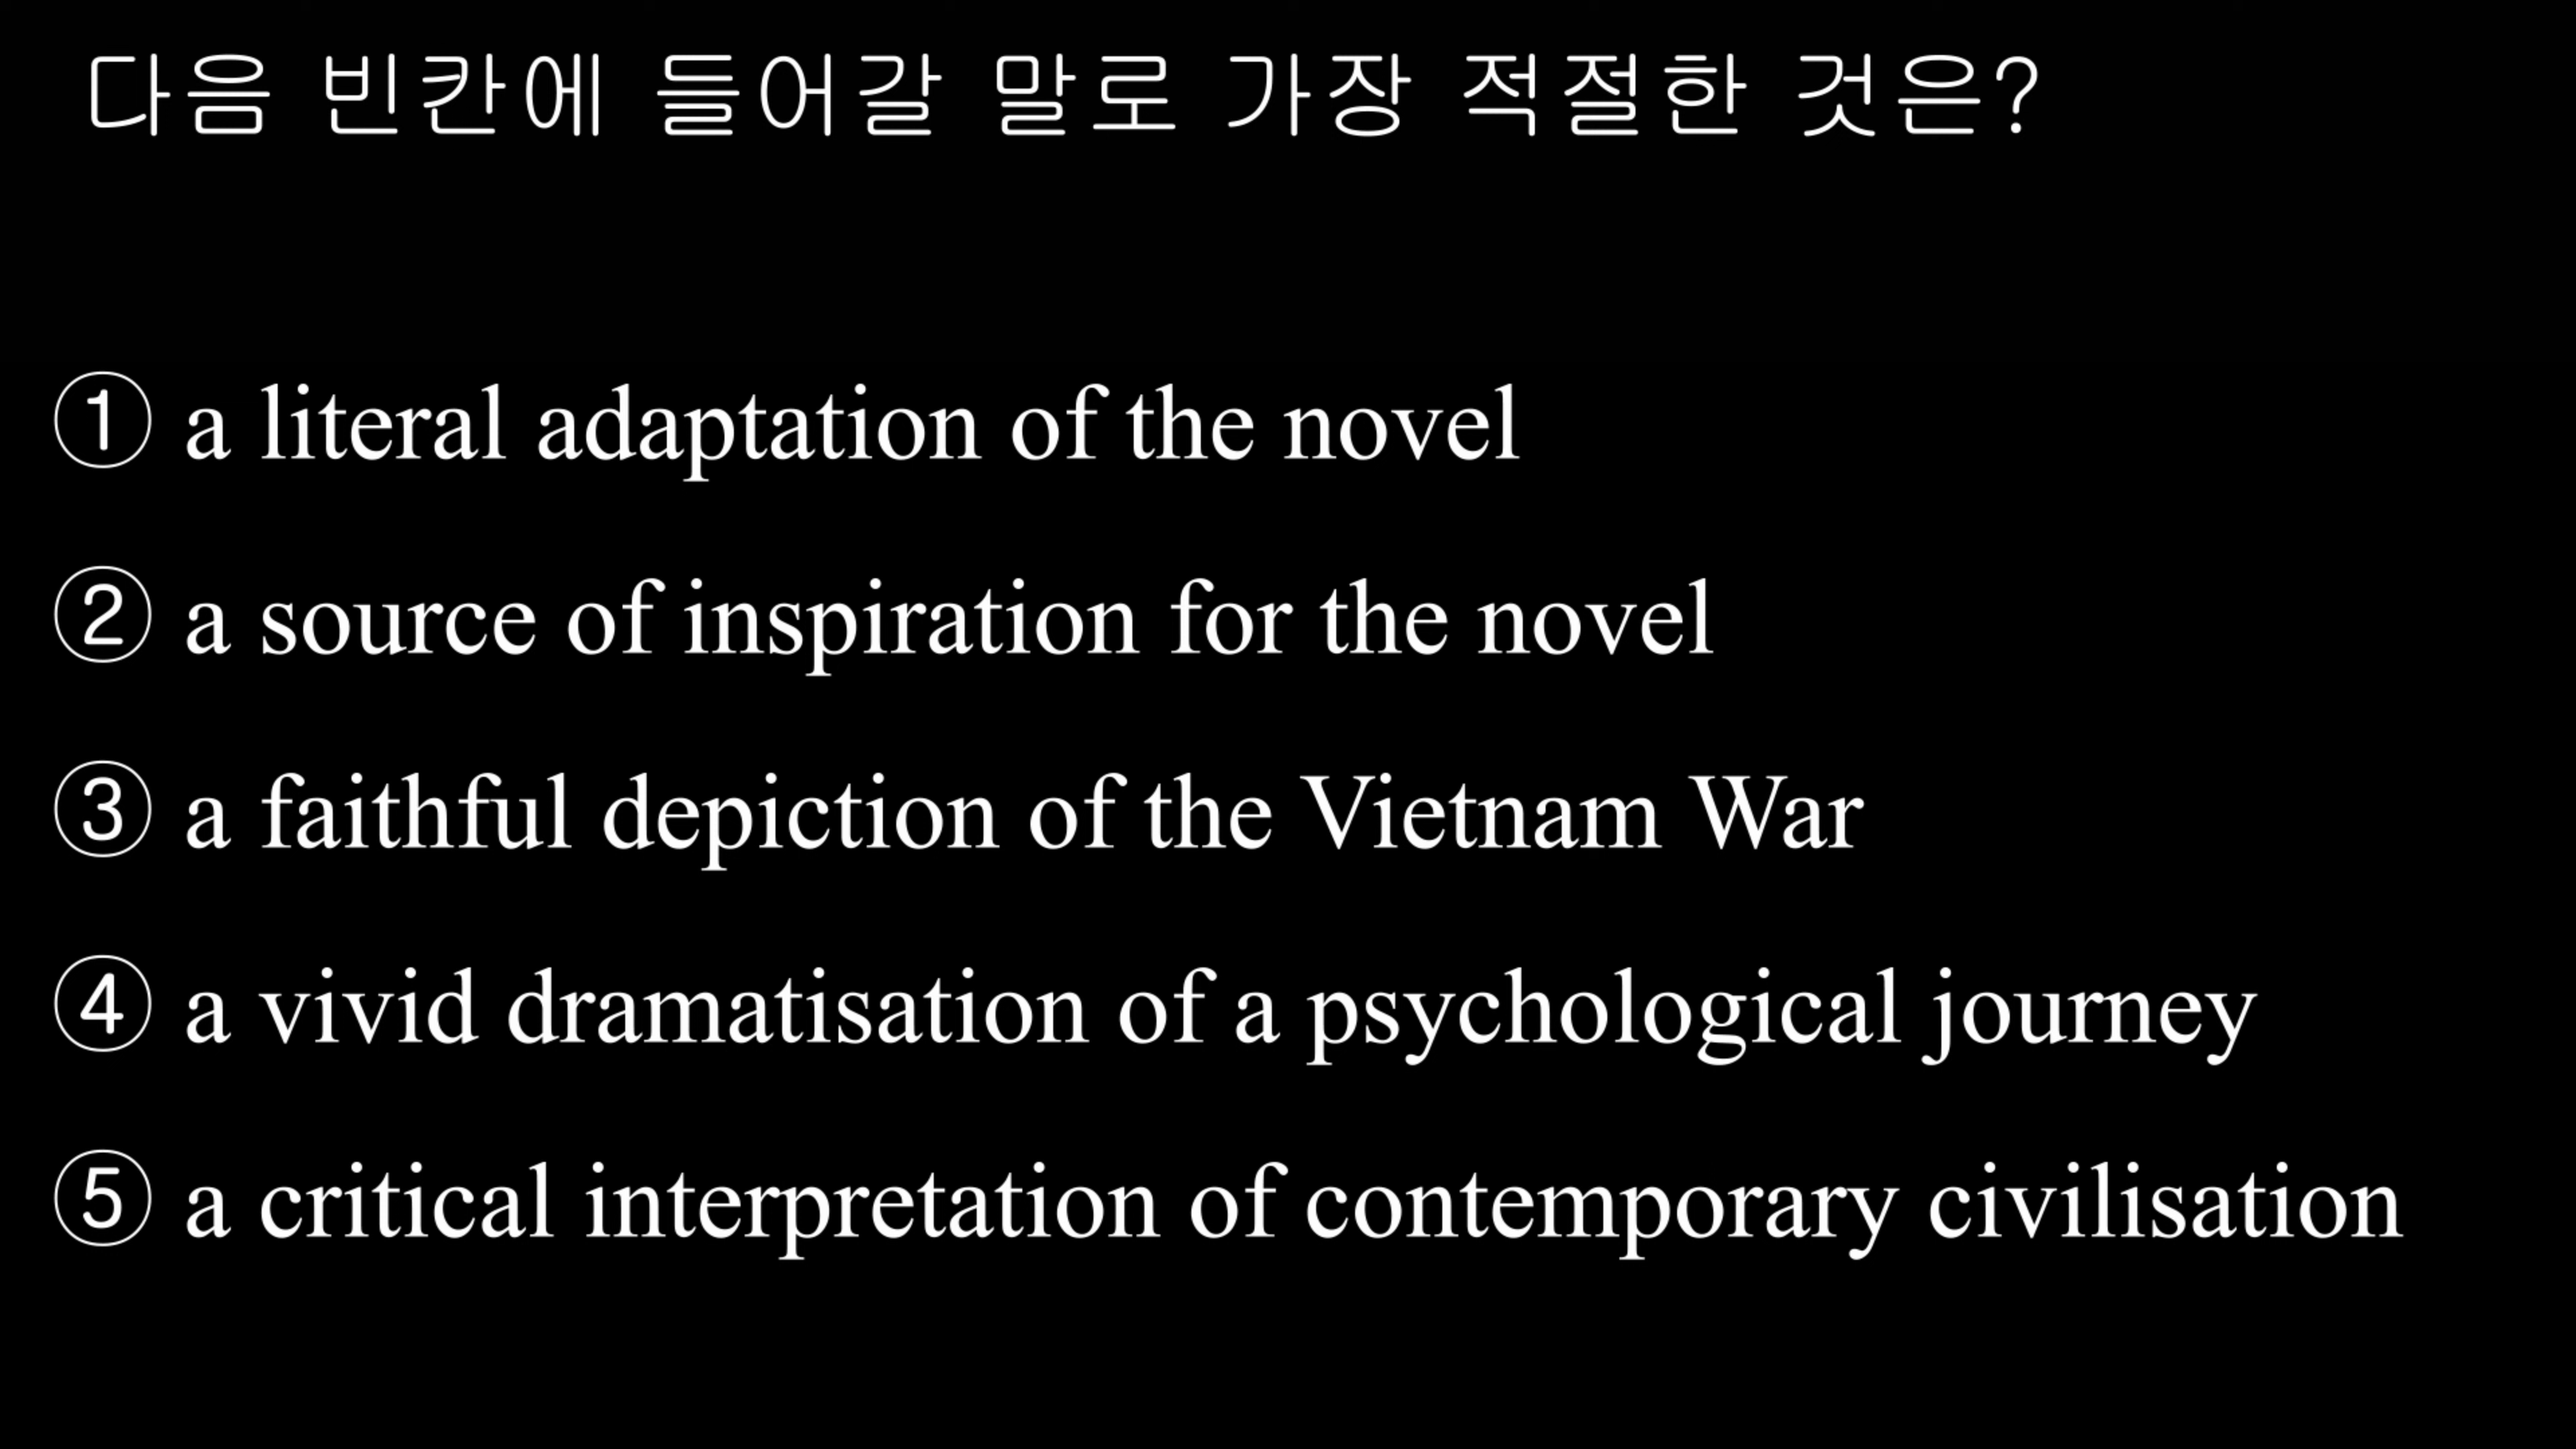 다음 빈칸에 들어갈 말로 가장 적절한 것은?
① a literal adaptation of the novel
② a source of inspiration for the novel
③ a faithful depiction of the Vietnam War
④ a vivid dramatisation of a psychological journey
⑤ a critical interpretation of contemporary civilisation